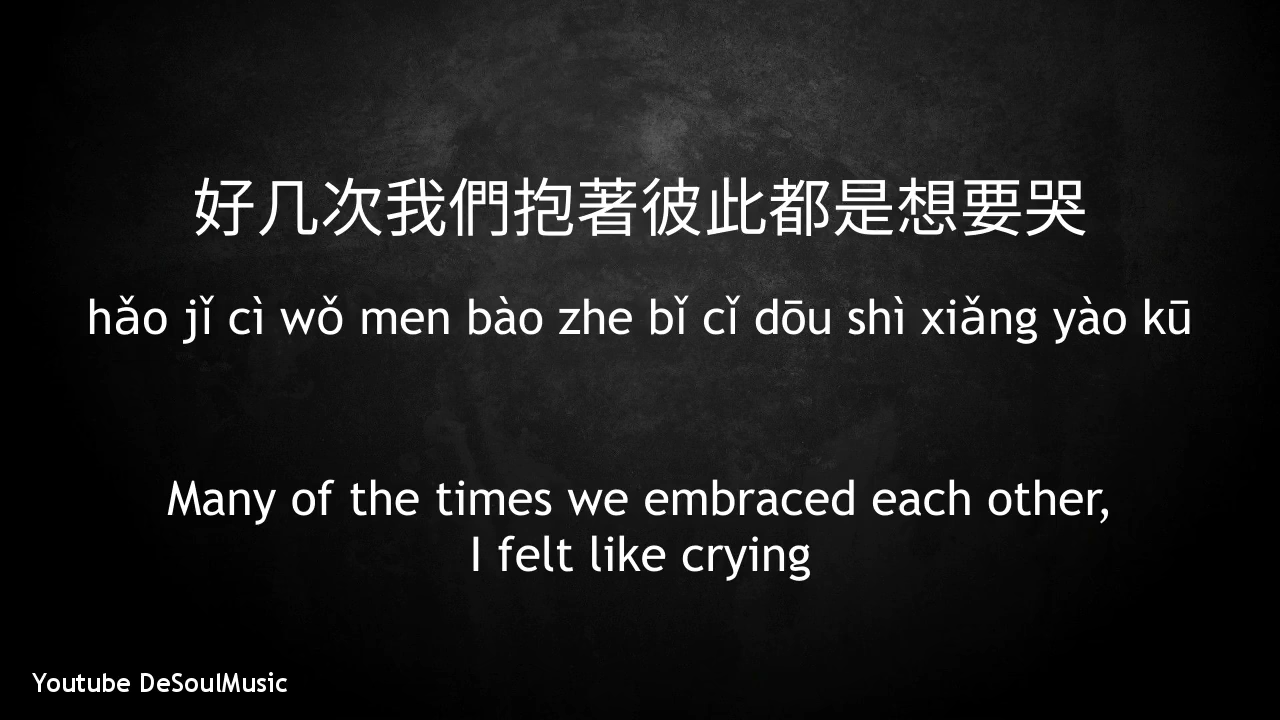 好几次我們抱著彼此都是想要哭
hǎo jǐ cì wǒ men bào zhe bǐ cǐ dōu shì xiǎng yào kū
Many of the times we embraced each other,
I felt like crying
Youtube DeSoulMusic